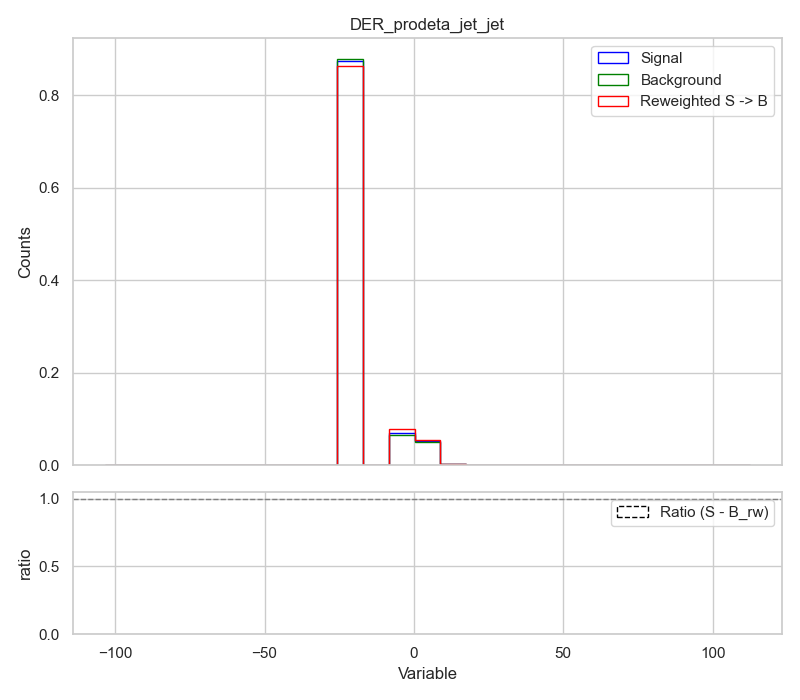 DER_prodeta_jet_jet
Signal
Background
Reweighted S -> B
Counts
0.8
0.6
0.4
0.2
0.0
Ratio (S - B_rw)
ratio
1.0
0.5
0.0
−100
−50
0
50
100
Variable